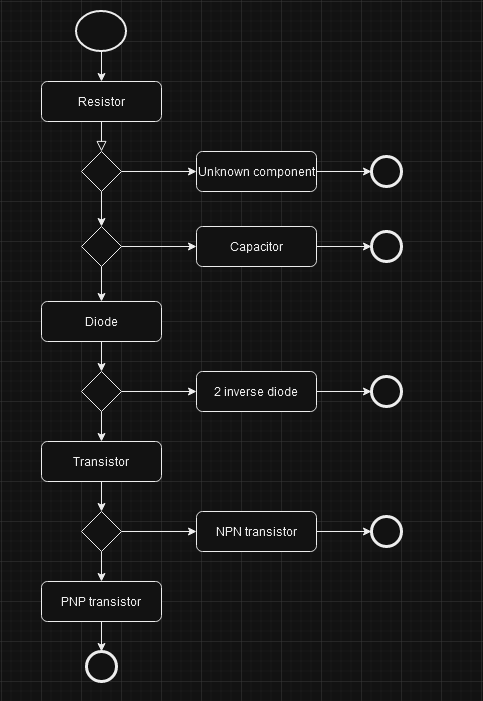 Resistor
Unknown component
Capacitor
Diode
2 inverse diode
Transistor
NPN transistor
PNP transistor